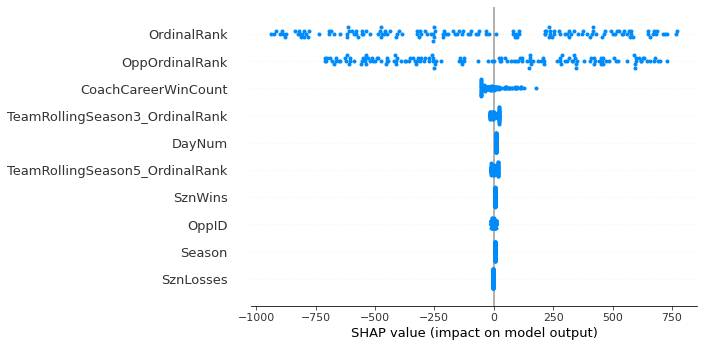 OrdinalRank
OppOrdinalRank
CoachCareerWinCount
TeamRollingSeason3_OrdinalRank
DayNum
TeamRollingSeason5_OrdinalRank
SznWins
OppID
Season
SznLosses
−1000 −750 −500 −250 0 250 500 750
SHAP value (impact on model output)